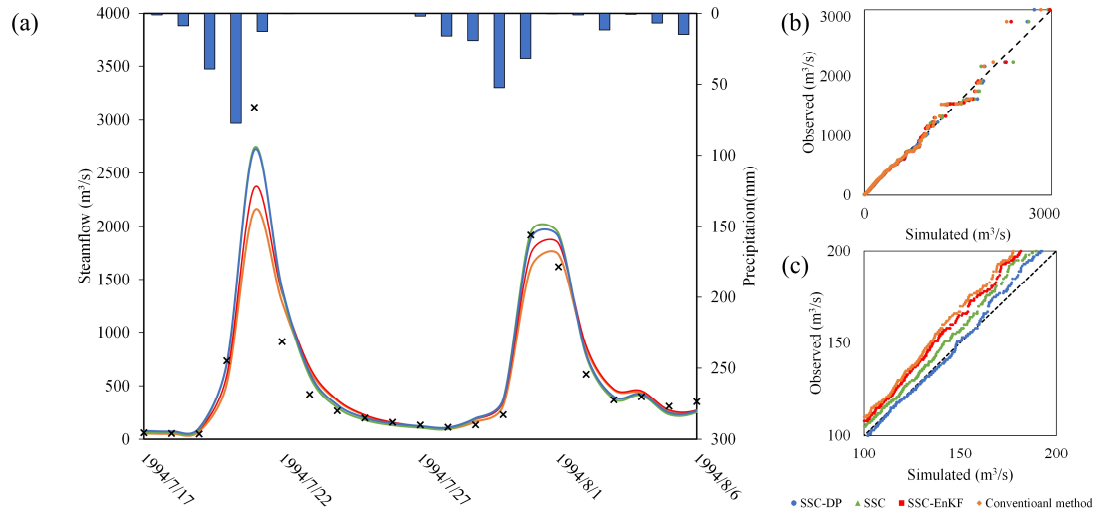 (a)
4000
3500
3000
2500
2000
1500
1000
500
0
Steamflow (m³/s)
0
50
100
150
200
250
300
Precipitation(mm)
1994/7/17
1994/7/22
1994/7/27
1994/8/1
1994/8/6
(b)
3000
2000
1000
0
Observed (m³/s)
0
3000
Simulated (m³/s)
(c)
200
150
100
Observed (m³/s)
100
150
200
Simulated (m³/s)
SSC-DP
SSC
SSC-EnKF
Conventioanl method